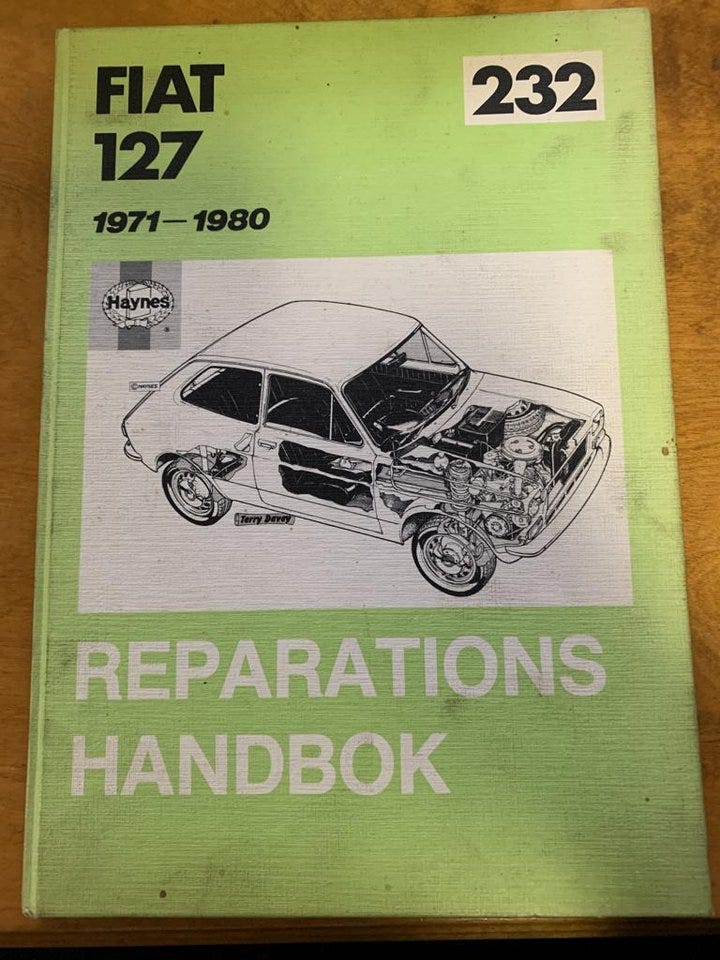 FIAT
127
232
1971—1980
Haynes
®
© HAYNES
Terry Davey
REPARATIONS
HANDBOK